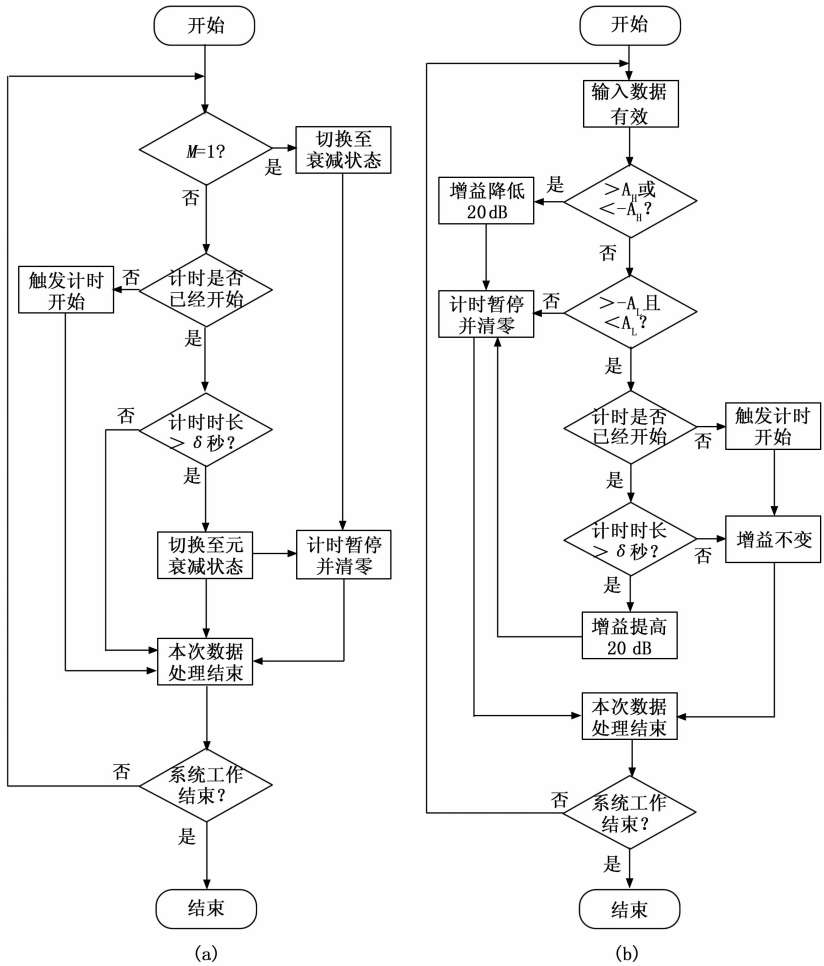 开始
M=1?
是
切换至
衰减状态
否
计时是否
已经开始
否
触发计时
开始
是
计时时长
＞δ秒?
否
是
切换至元
衰减状态
计时暂停
并清零
本次数据
处理结束
系统工作
结束?
否
是
结束
(a)
开始
输入数据
有效
＞AH或
＜-AH?
是
增益降低
20 dB
否
＞-AL且
＜AL?
否
计时暂停
并清零
是
计时是否
已经开始
否
触发计时
开始
是
计时时长
＞δ秒?
否
增益不变
是
增益提高
20 dB
本次数据
处理结束
系统工作
结束?
否
是
结束
(b)